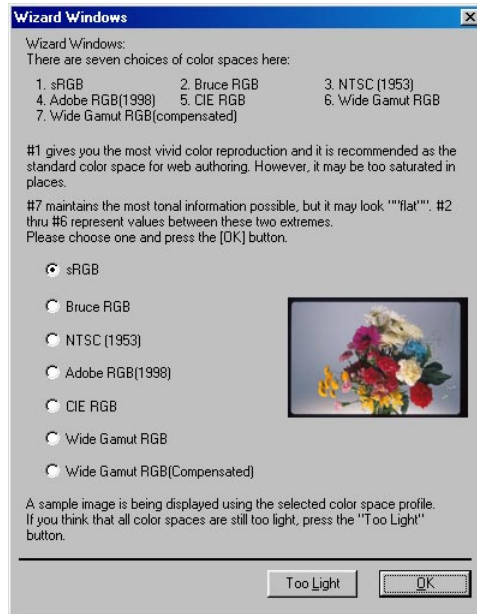 Wizard Windows
Wizard Windows:
There are seven choices of color spaces here:
1. sRGB 2. Bruce RGB 3. NTSC (1953)
4. Adobe RGB(1998) 5. CIE RGB 6. Wide Gamut RGB
7. Wide Gamut RGB(compensated)
#1 gives you the most vivid color reproduction and it is recommended as the
standard color space for web authoring. However, it may be too saturated in
places.
#7 maintains the most tonal information possible, but it may look ""flat"". #2
thru #6 represent values between these two extremes.
Please choose one and press the [OK] button.
sRGB
Bruce RGB
NTSC (1953)
Adobe RGB(1998)
CIE RGB
Wide Gamut RGB
Wide Gamut RGB(Compensated)
A sample image is being displayed using the selected color space profile.
If you think that all color spaces are still too light, press the "Too Light"
button.
Too Light OK